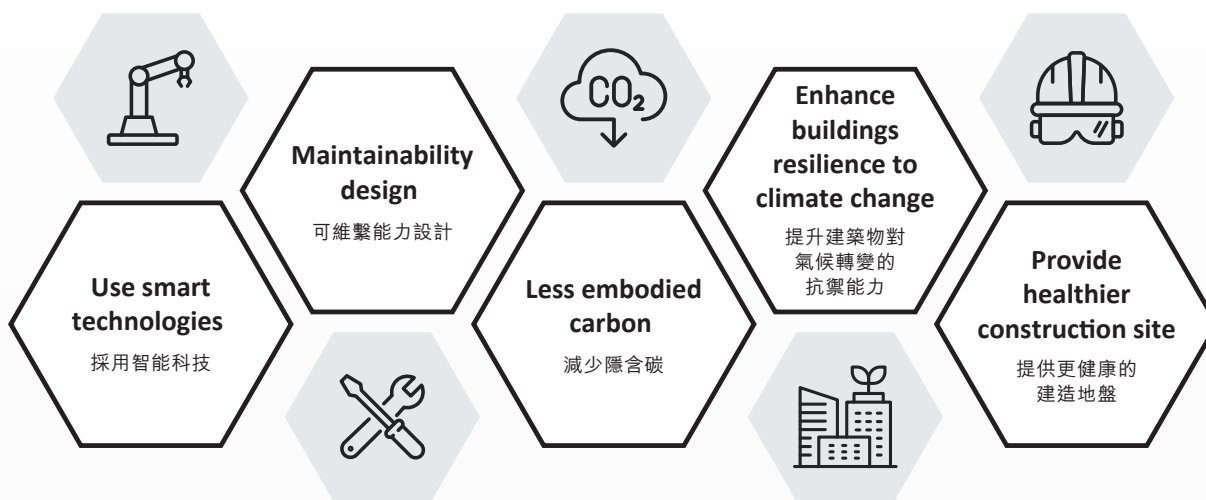 Use smart
technologies
採用智能科技
Maintainability
design
可維繫能力設計
CO₂
Less embodied
carbon
減少隱含碳
Enhance
buildings
resilience to
climate change
提升建築物對
氣候轉變的
抗禦能力
Provide
healthier
construction site
提供更健康的
建造地盤